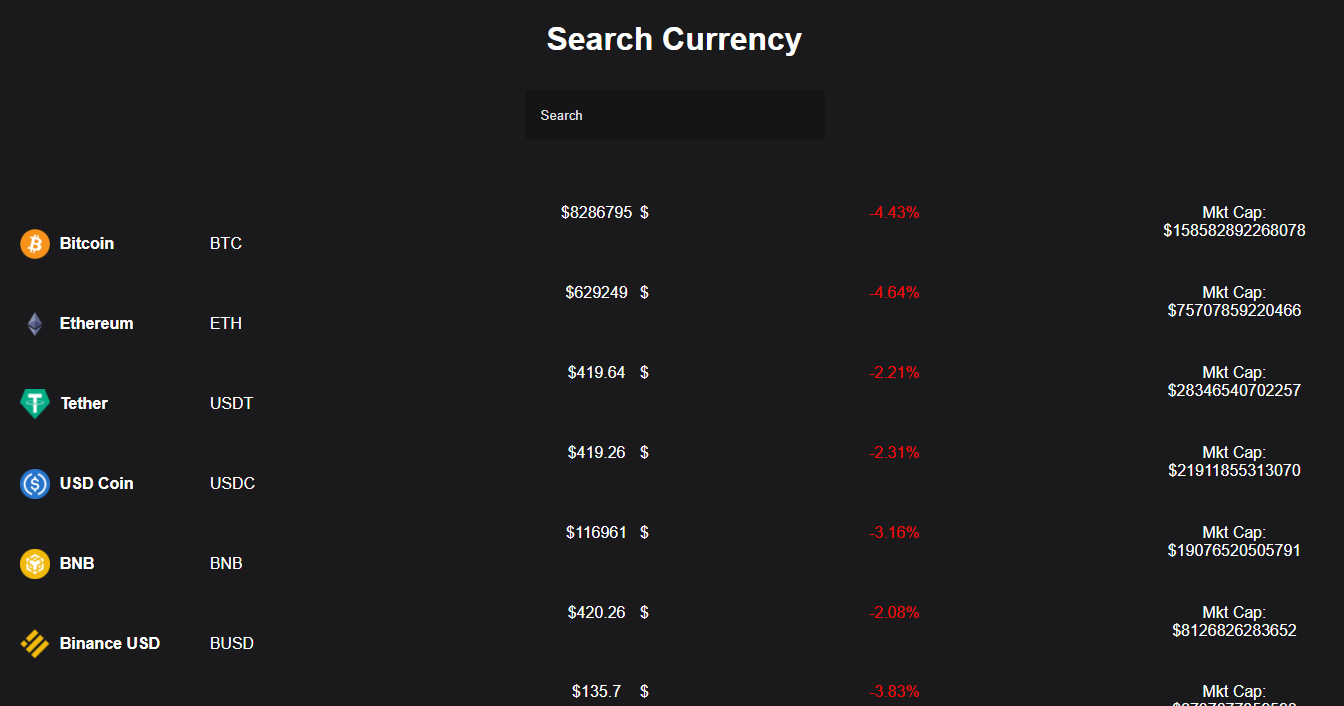 Search Currency
Search
$8286795 $ -4.43% Mkt Cap:
$158582892268078
Bitcoin BTC
$629249 $ -4.64% Mkt Cap:
$75707859220466
Ethereum ETH
$419.64 $ -2.21% Mkt Cap:
$28346540702257
Tether USDT
$419.26 $ -2.31% Mkt Cap:
$21911855313070
USD Coin USDC
$116961 $ -3.16% Mkt Cap:
$19076520505791
BNB BNB
$420.26 $ -2.08% Mkt Cap:
$8126826283652
Binance USD BUSD
$135.7 $ -3.83% Mkt Cap: